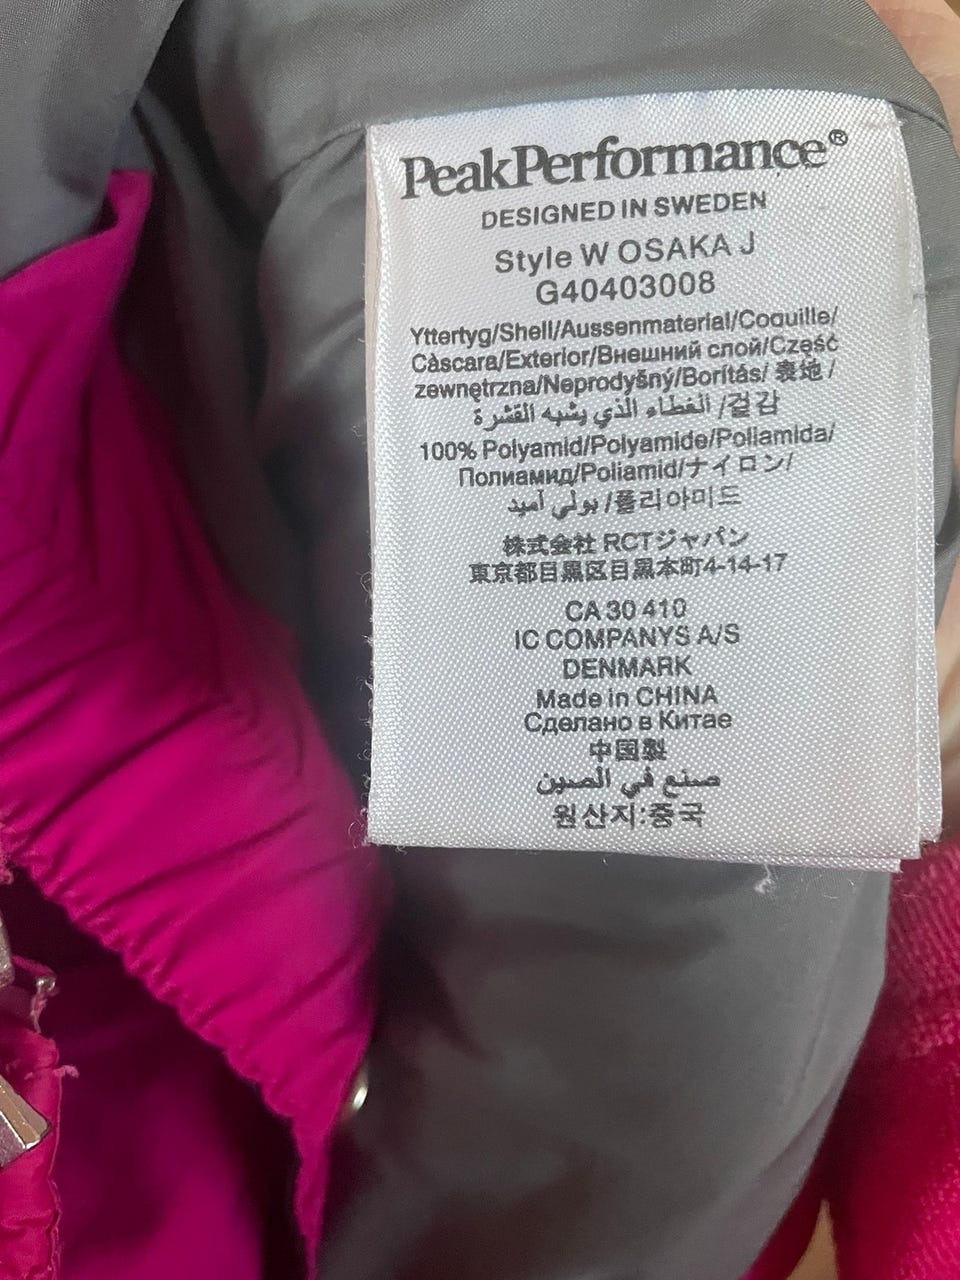 PeakPerformance®
DESIGNED IN SWEDEN
Style W OSAKA J
G40403008
Yttertyg/Shell/Aussenmaterial/Coquille/
Càscara/Exterior/Внешний слой/Część
zewnętrzna/Neprodyšný/Borítás/ 表地 /
الغطاء الذي يشبه القشرة /겉감
100% Polyamid/Polyamide/Poliamida/
Полиамид/Poliamid/ナイロン/
بولي أميد /폴리아미드
株式会社 RCTジャパン
東京都目黒区目黒本町4-14-17
CA 30 410
IC COMPANYS A/S
DENMARK
Made in CHINA
Сделано в Китае
中国製
صنع في الصين
원산지:중국